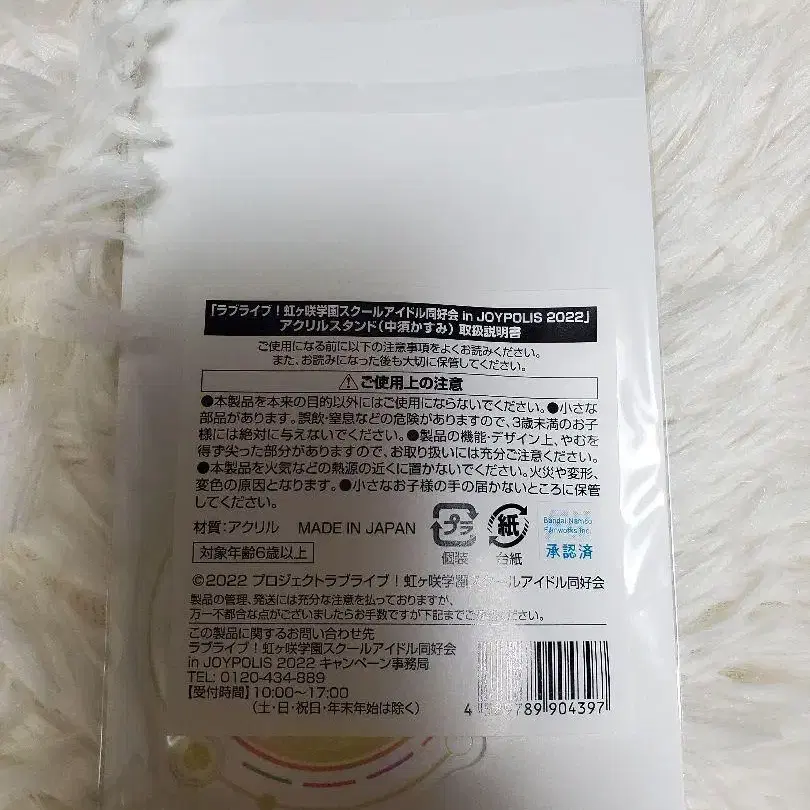 「ラブライブ！虹ヶ咲学園スクールアイドル同好会 in JOYPOLIS 2022」
アクリルスタンド（中須かすみ）取扱説明書
ご使用になる前に以下の注意事項をよくお読みください。
また、お読みになった後も大切に保管してください。
⚠ご使用上の注意
●本製品を本来の目的以外にはご使用にならないでください。●小さな
部品があります。誤飲・窒息などの危険がありますので、3歳未満のお子
様には絶対に与えないでください。●製品の機能・デザイン上、やむを
得ず尖った部分がありますので、お取り扱いには充分ご注意ください。
●本製品を火気などの熱源の近くに置かないでください。火災や変形、
変色の原因となります。●小さなお子様の手の届かないところに保管
してください。
材質：アクリル MADE IN JAPAN
プラ
個装
紙
台紙
Bandai Namco
Filmworks Inc.
承認済
対象年齢6歳以上
©2022 プロジェクトラブライブ！虹ヶ咲学園スクールアイドル同好会
製品の管理、発送には充分な注意を払っておりますが、
万一不都合な点がございましたらお手数ですが下記までご連絡ください。
この製品に関するお問い合わせ先
ラブライブ！虹ヶ咲学園スクールアイドル同好会
in JOYPOLIS 2022 キャンペーン事務局
TEL: 0120-434-889
【受付時間】10:00～17:00
（土・日・祝日・年末年始は除く）
904397